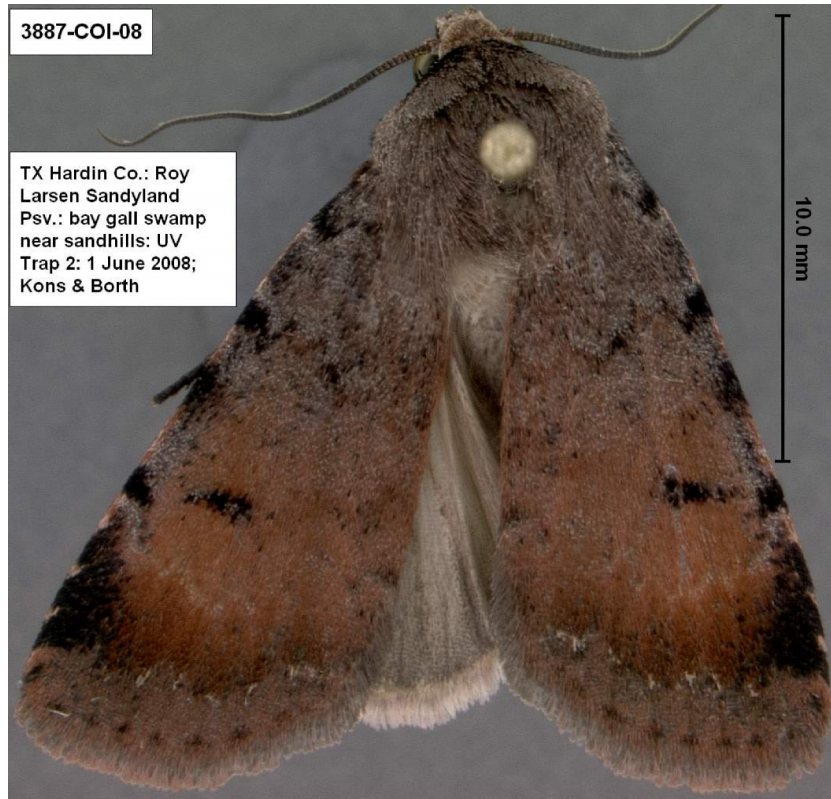 3887-COI-08
TX Hardin Co.: Roy
Larsen Sandyland
Psv.: bay gall swamp
near sandhills: UV
Trap 2: 1 June 2008;
Kons & Borth
10.0 mm